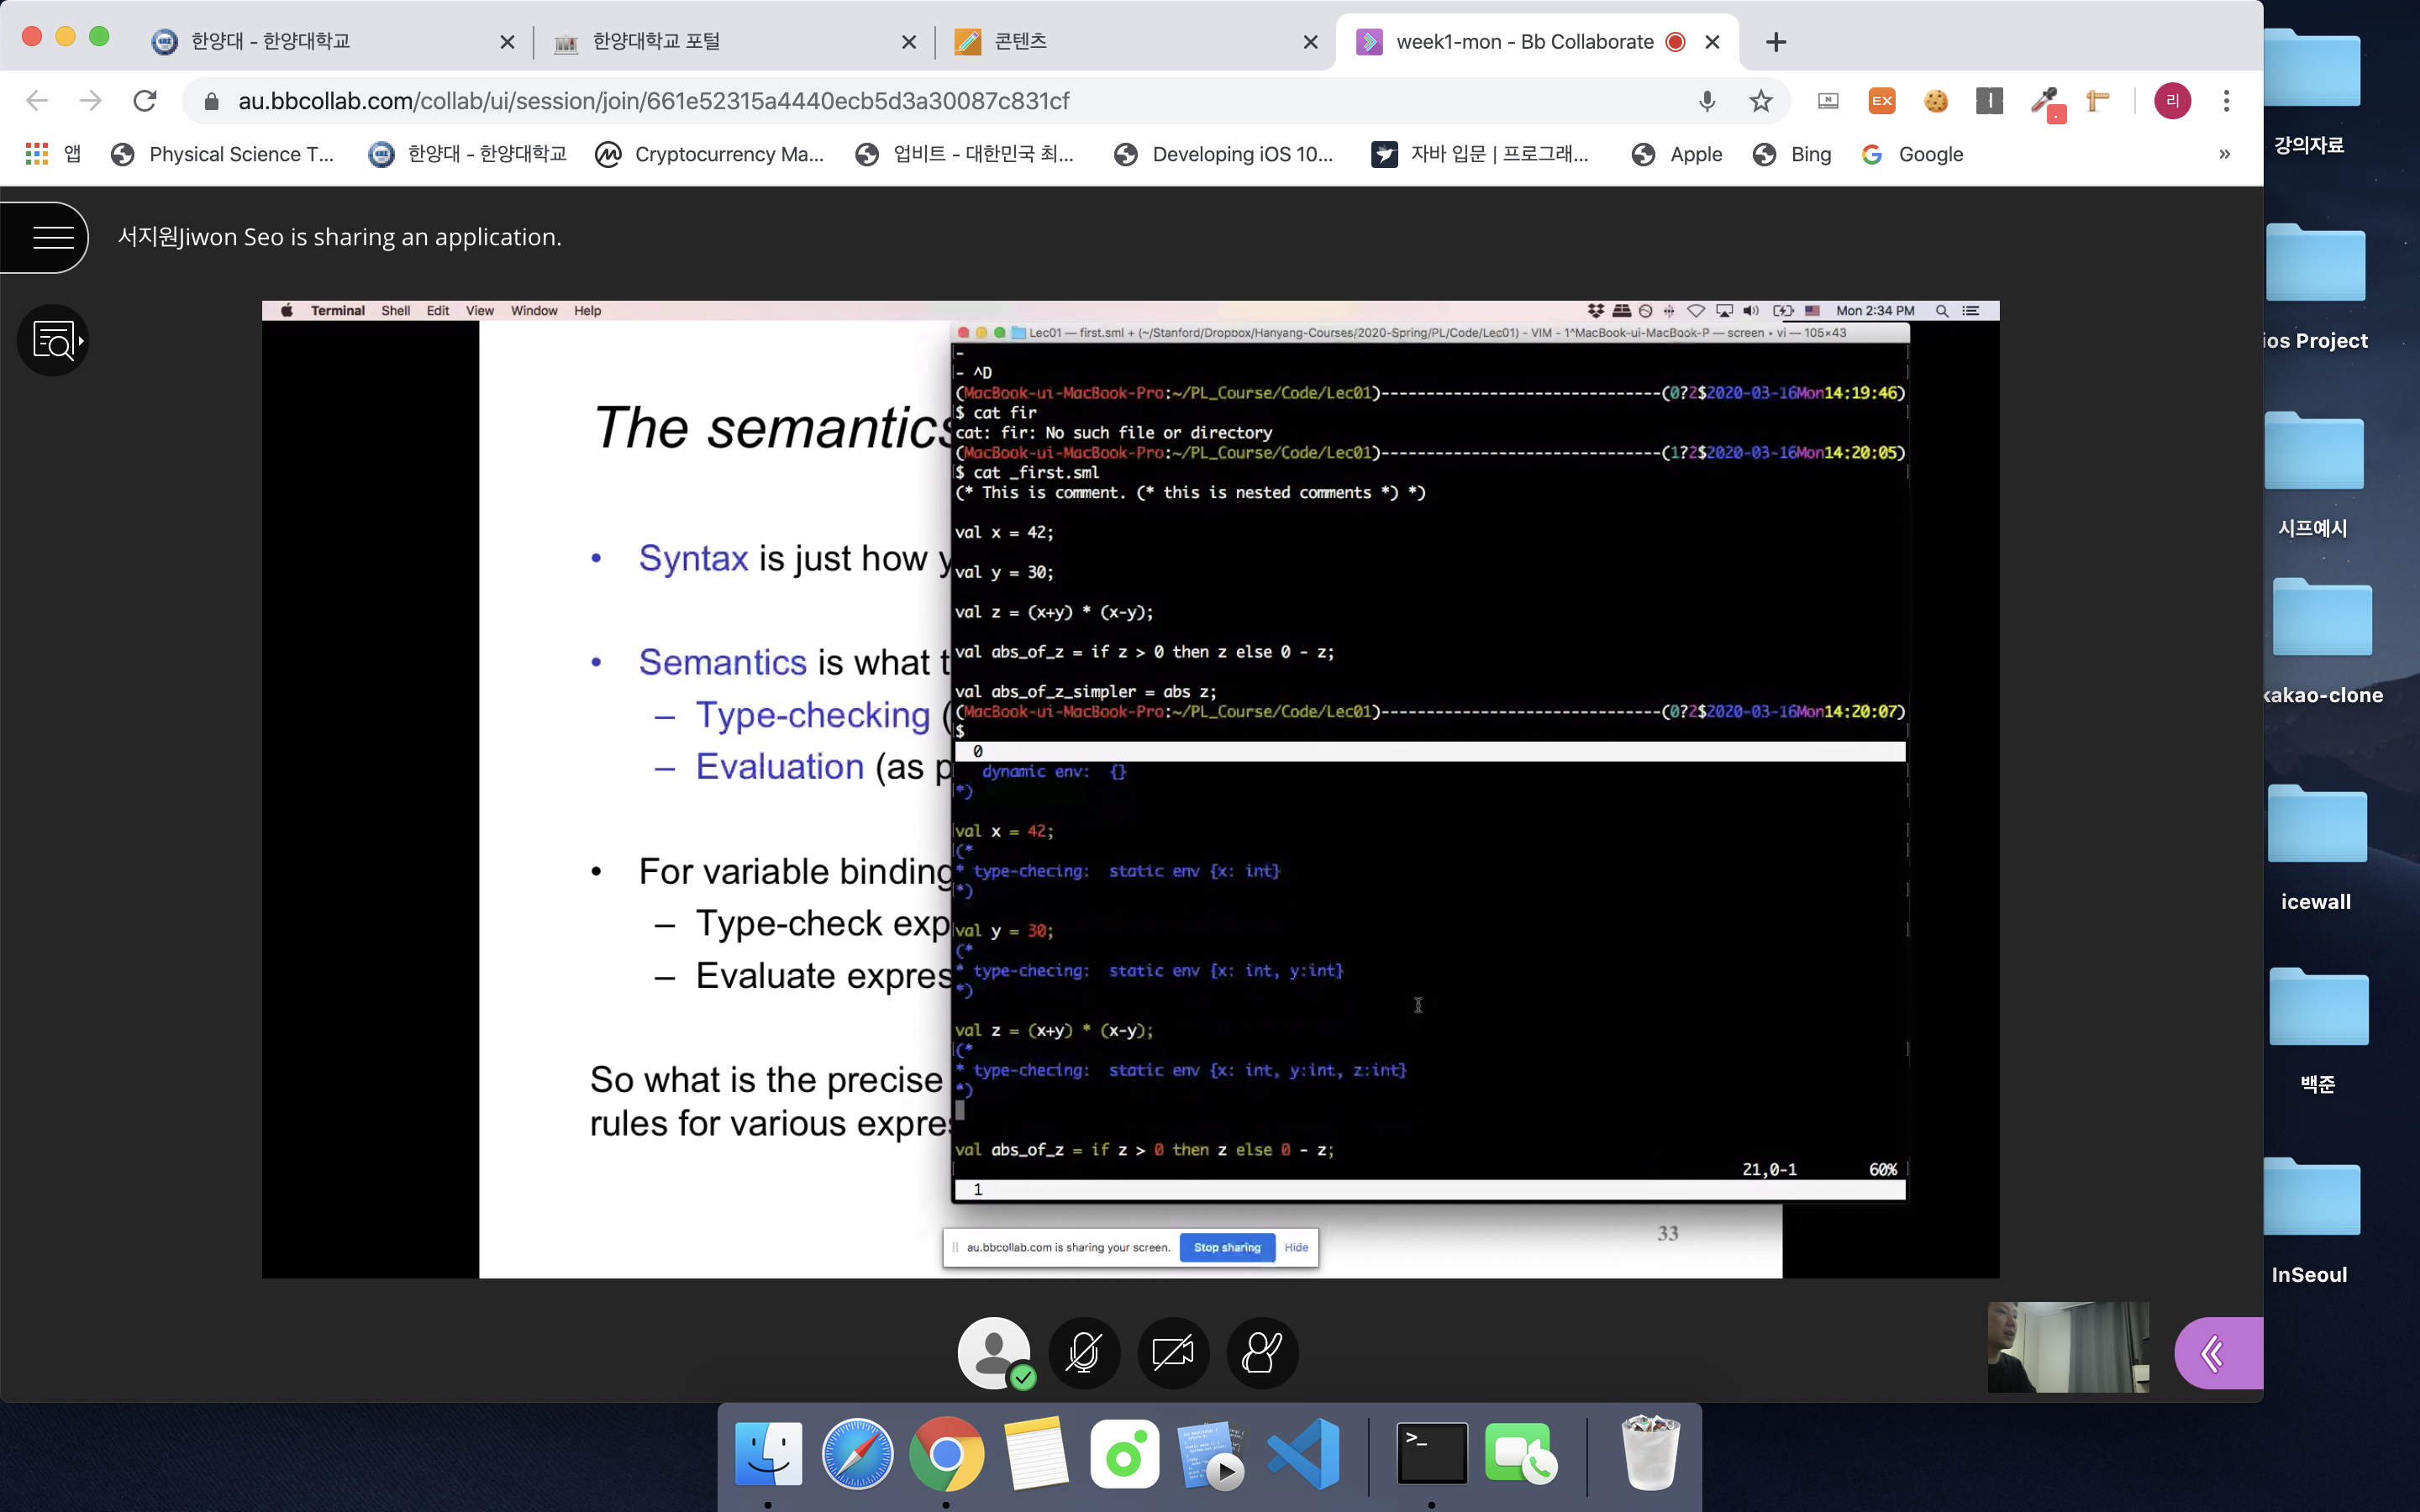 한양대 - 한양대학교
한양대학교 포털
콘텐츠
week1-mon - Bb Collaborate
au.bbcollab.com/collab/ui/session/join/661e52315a4440ecb5d3a30087c831cf
EX
리
앱
Physical Science T...
한양대 - 한양대학교
Cryptocurrency Ma...
업비트 - 대한민국 최...
Developing iOS 10...
자바 입문 | 프로그래...
Apple
Bing
Google
»
서지원Jiwon Seo is sharing an application.
Terminal Shell Edit View Window Help
Mon 2:34 PM
Lec01 — first.sml + (~/Stanford/Dropbox/Hanyang-Courses/2020-Spring/PL/Code/Lec01) - VIM - 1^MacBook-ui-MacBook-P — screen ‣ vi — 105×43
The semantics
• Syntax is just how y
• Semantics is what t
– Type-checking (
– Evaluation (as p
• For variable binding
– Type-check exp
– Evaluate expres
So what is the precise
rules for various expre
33
-
- ^D
(MacBook-ui-MacBook-Pro:~/PL_Course/Code/Lec01)-------------------------------(0?2$2020-03-16Mon14:19:46)
$ cat fir
cat: fir: No such file or directory
(MacBook-ui-MacBook-Pro:~/PL_Course/Code/Lec01)-------------------------------(1?2$2020-03-16Mon14:20:05)
$ cat _first.sml
(* This is comment. (* this is nested comments *) *)
val x = 42;
val y = 30;
val z = (x+y) * (x-y);
val abs_of_z = if z > 0 then z else 0 - z;
val abs_of_z_simpler = abs z;
(MacBook-ui-MacBook-Pro:~/PL_Course/Code/Lec01)-------------------------------(0?2$2020-03-16Mon14:20:07)
$
0
dynamic env: {}
*)
val x = 42;
(*
* type-checing: static env {x: int}
*)
val y = 30;
(*
* type-checing: static env {x: int, y:int}
*)
val z = (x+y) * (x-y);
(*
* type-checing: static env {x: int, y:int, z:int}
*)
val abs_of_z = if z > 0 then z else 0 - z;
21,0-1 60%
1
au.bbcollab.com is sharing your screen. Stop sharing Hide
강의자료
ios Project
시프예시
kakao-clone
icewall
백준
InSeoul